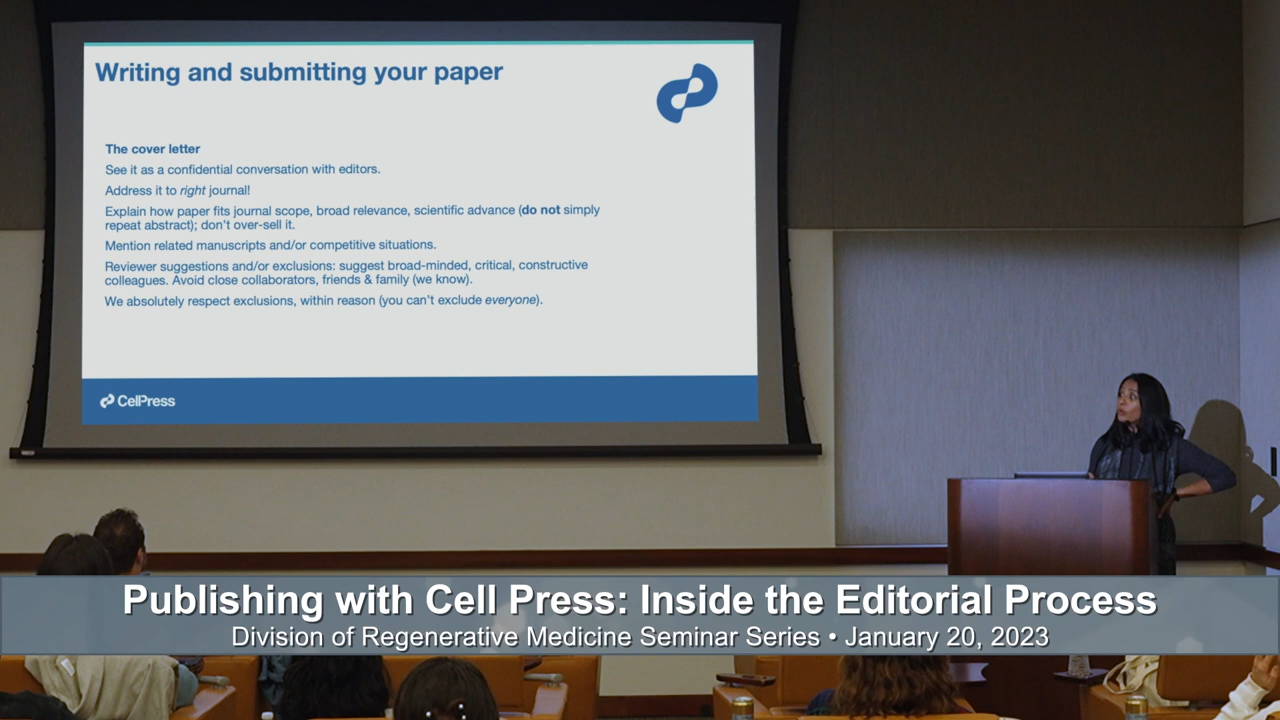 Writing and submitting your paper
The cover letter
See it as a confidential conversation with editors.
Address it to right journal!
Explain how paper fits journal scope, broad relevance, scientific advance (do not simply
repeat abstract); don't over-sell it.
Mention related manuscripts and/or competitive situations.
Reviewer suggestions and/or exclusions: suggest broad-minded, critical, constructive
colleagues. Avoid close collaborators, friends & family (we know).
We absolutely respect exclusions, within reason (you can't exclude everyone).
CellPress
Publishing with Cell Press: Inside the Editorial Process
Division of Regenerative Medicine Seminar Series • January 20, 2023